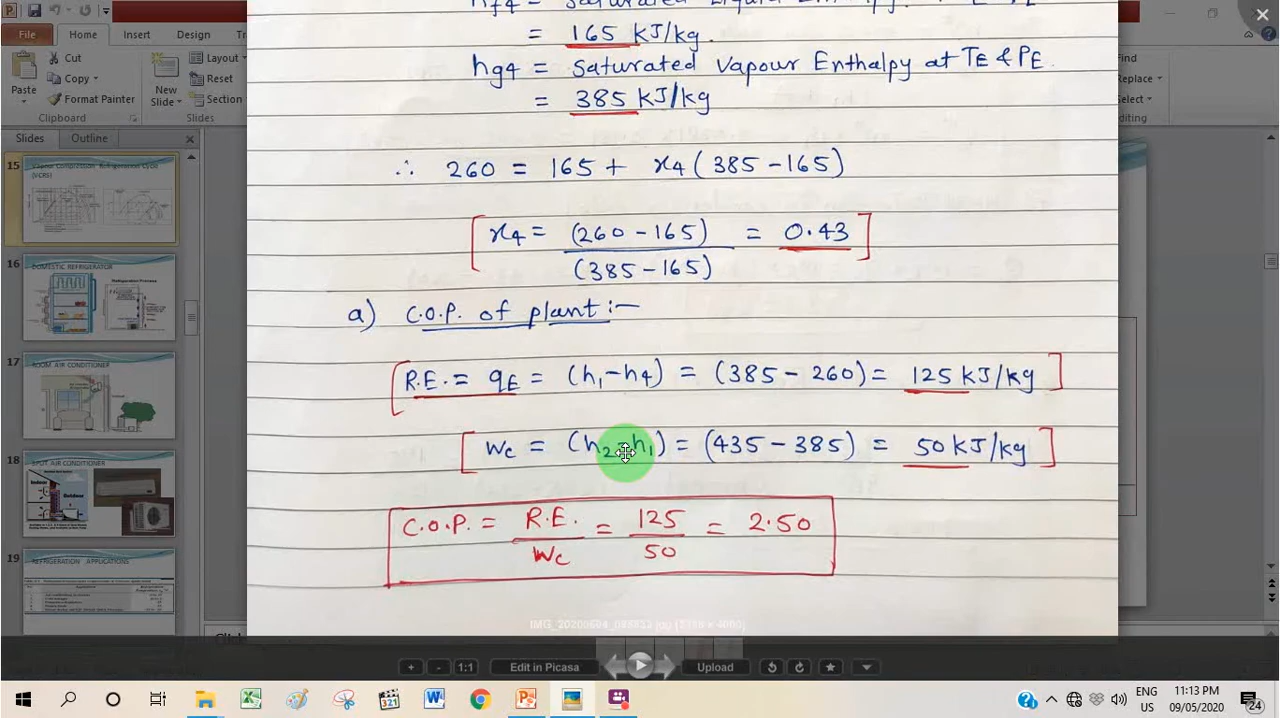 File
Home
Insert
Design
Cut
Copy
Format Painter
Paste
Clipboard
New
Slide
Layout
Reset
Section
Slides
Replace
Select
Editing
Slides
Outline
15
16
DOMESTIC REFRIGERATOR
17
ROOM AIR CONDITIONER
18
SPLIT AIR CONDITIONER
Indoor
Outdoor
19
REFRIGERATION APPLICATIONS
= 165 kJ/kg.
hg4 = Saturated Vapour Enthalpy at TE & PE.
= 385 kJ/kg
∴ 260 = 165 + x4 (385 - 165)
x4 = (260 - 165) = 0.43
(385 - 165)
a) C.O.P. of plant :-
R.E. = qE = (h1 - h4) = (385 - 260) = 125 kJ/kg
Wc = (h2 - h1) = (435 - 385) = 50 kJ/kg
C.O.P. = R.E. = 125 = 2.50
Wc 50
+ - 1:1 Edit in Picasa Upload
ENG 11:13 PM
US 09/05/2020 24